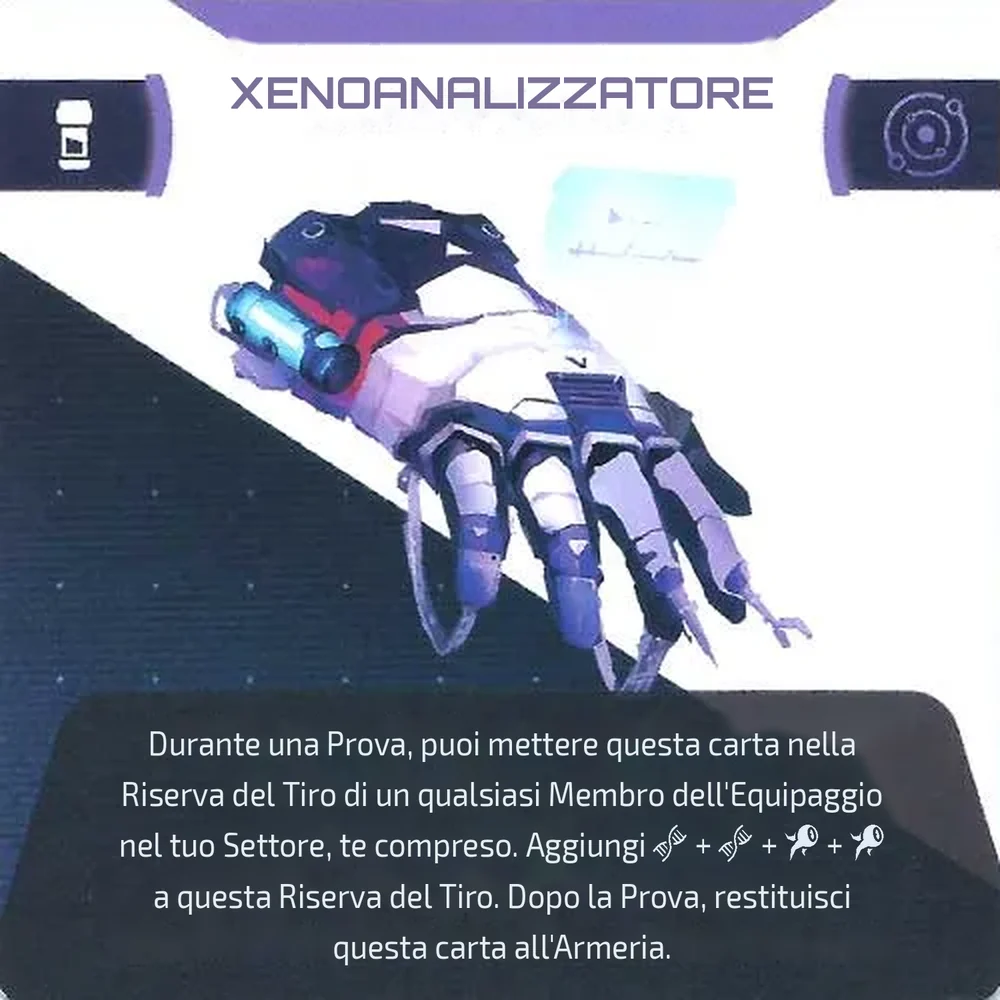 XENOANALIZZATORE
Durante una Prova, puoi mettere questa carta nella
Riserva del Tiro di un qualsiasi Membro dell'Equipaggio
nel tuo Settore, te compreso. Aggiungi + + +
a questa Riserva del Tiro. Dopo la Prova, restituisci
questa carta all'Armeria.